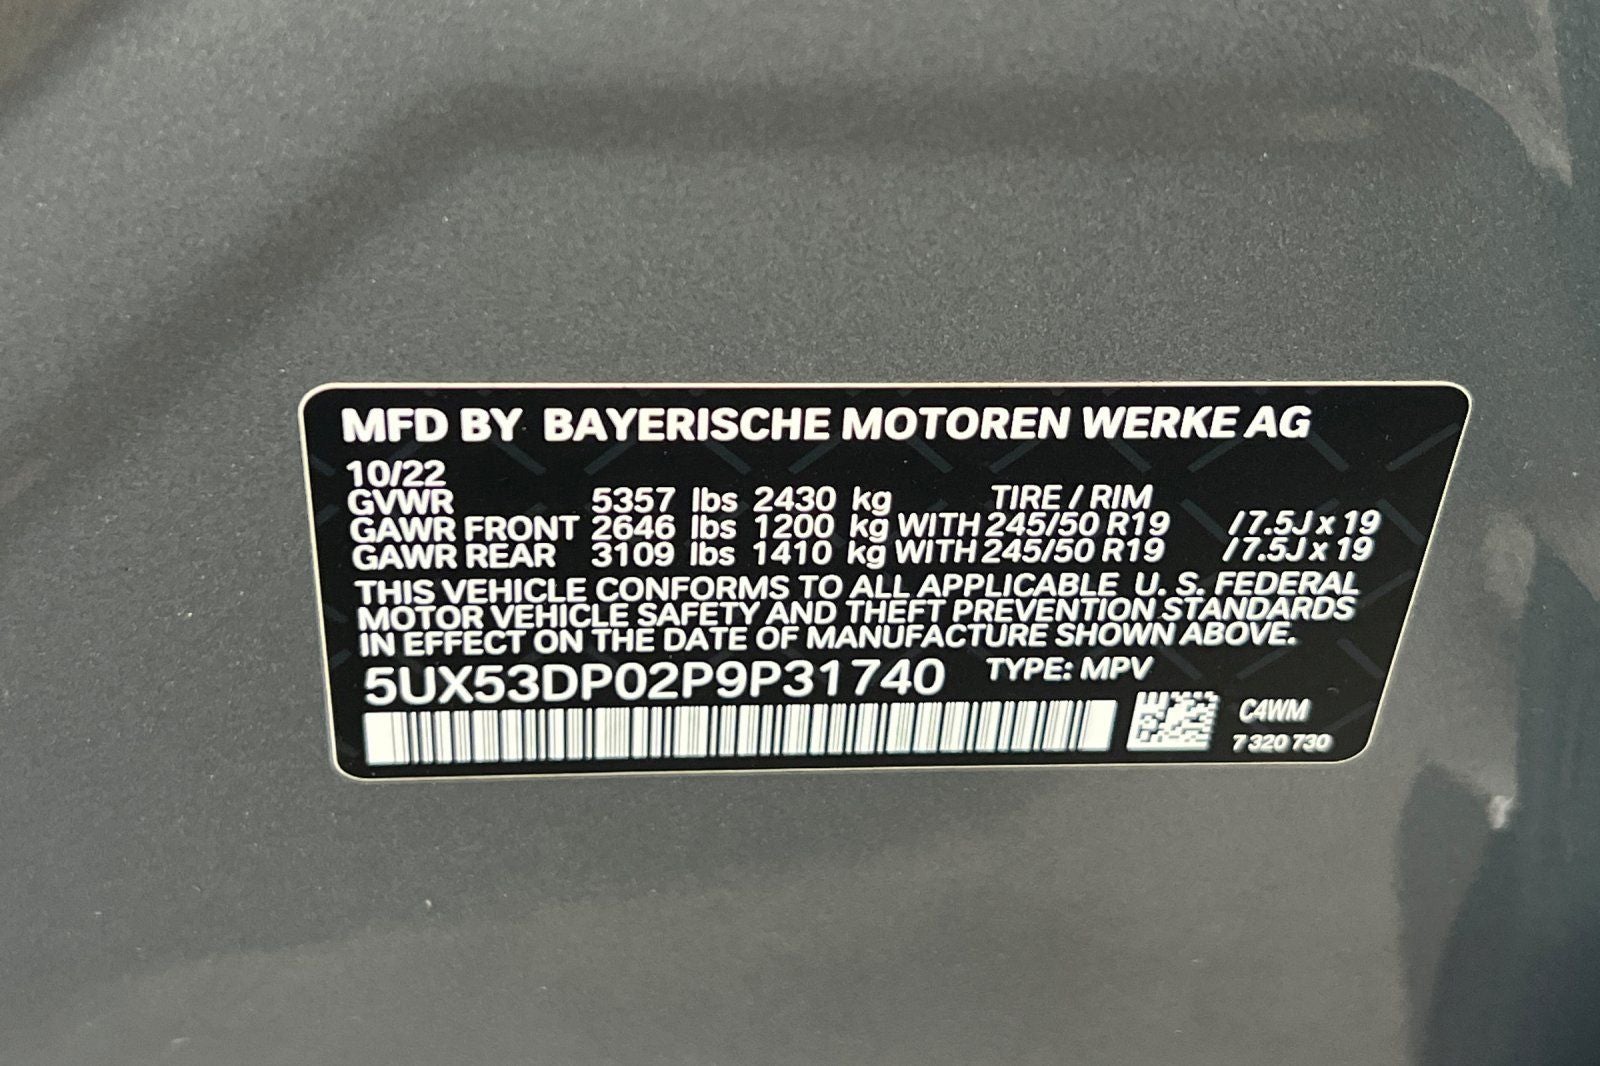 MFD BY BAYERISCHE MOTOREN WERKE AG
10/22
GVWR 5357 lbs 2430 kg TIRE / RIM
GAWR FRONT 2646 lbs 1200 kg WITH 245/50 R19 / 7.5J x 19
GAWR REAR 3109 lbs 1410 kg WITH 245/50 R19 / 7.5J x 19
THIS VEHICLE CONFORMS TO ALL APPLICABLE U. S. FEDERAL
MOTOR VEHICLE SAFETY AND THEFT PREVENTION STANDARDS
IN EFFECT ON THE DATE OF MANUFACTURE SHOWN ABOVE.
5UX53DP02P9P31740 TYPE: MPV
C4WM
7 320 730